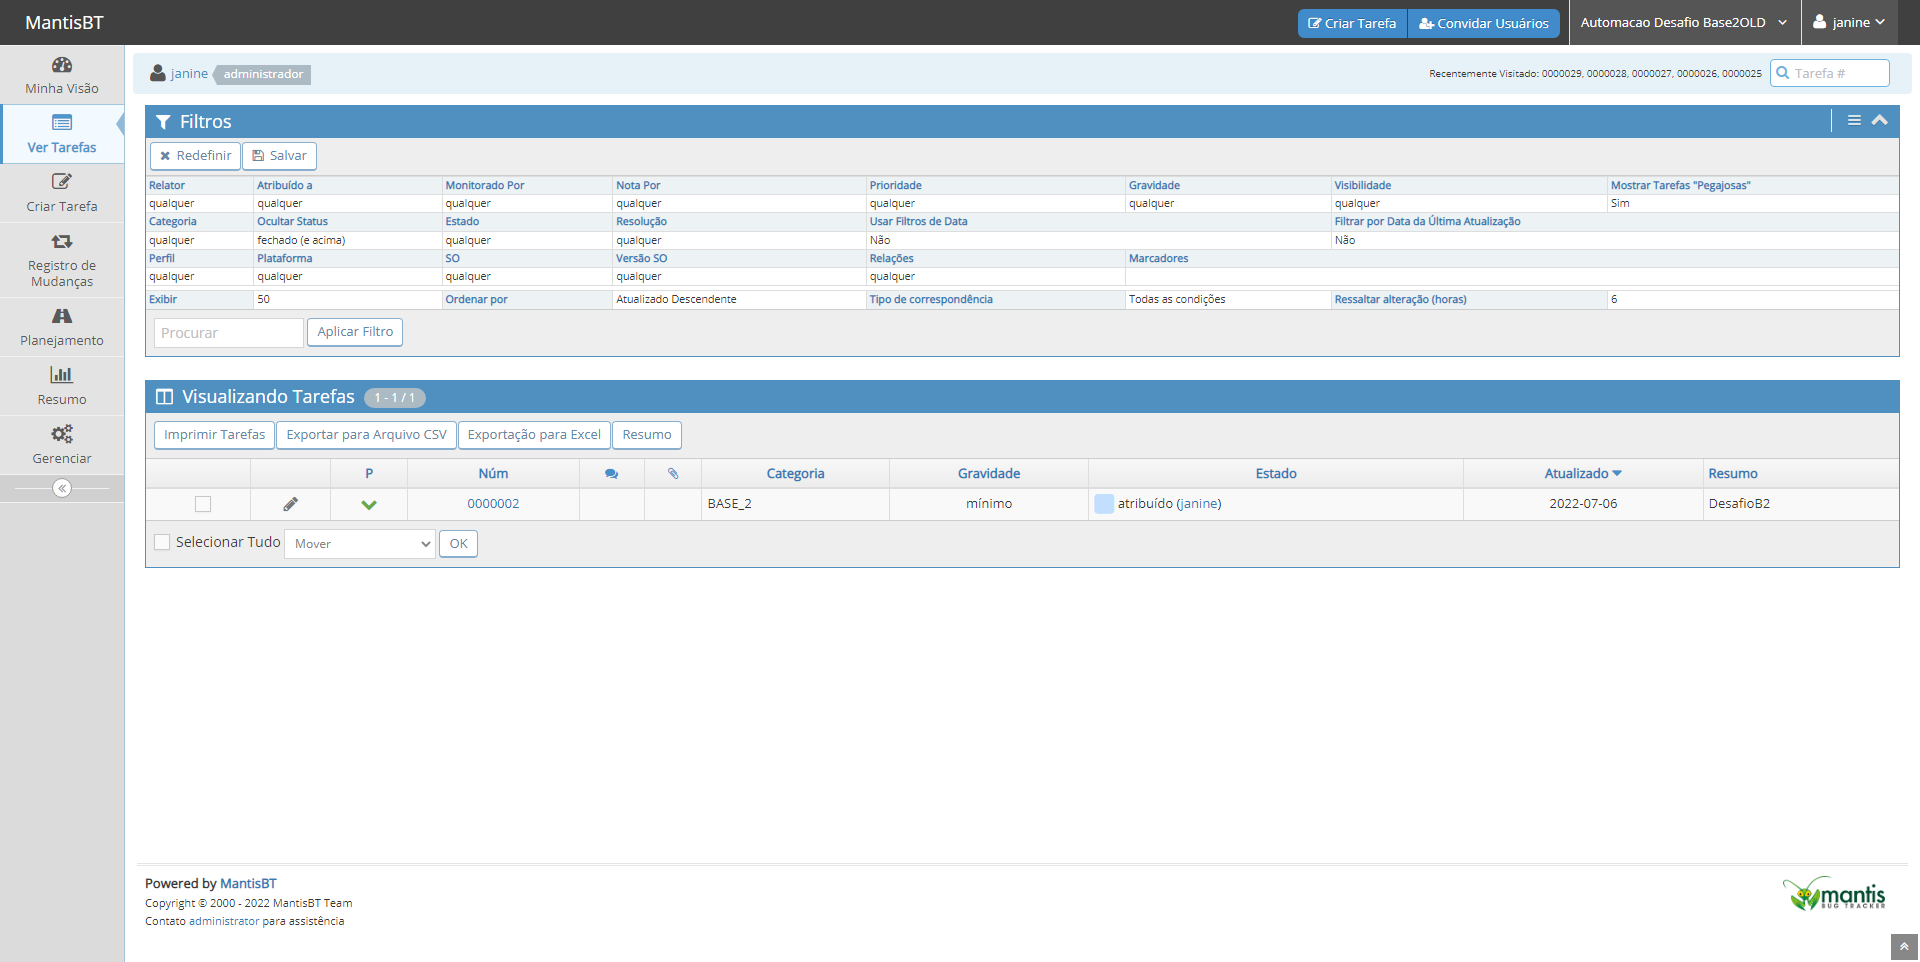 MantisBT
Criar Tarefa
Convidar Usuários
Automacao Desafio Base2OLD
janine
janine
administrador
Recentemente Visitado: 0000029, 0000028, 0000027, 0000026, 0000025
Tarefa #
Minha Visão
Ver Tarefas
Criar Tarefa
Registro de
Mudanças
Planejamento
Resumo
Gerenciar
Filtros
Redefinir
Salvar
Relator Atribuído a Monitorado Por Nota Por Prioridade Gravidade Visibilidade Mostrar Tarefas "Pegajosas"
qualquer qualquer qualquer qualquer qualquer qualquer qualquer Sim
Categoria Ocultar Status Estado Resolução Usar Filtros de Data Filtrar por Data da Última Atualização
qualquer fechado (e acima) qualquer qualquer Não Não
Perfil Plataforma SO Versão SO Relações Marcadores
qualquer qualquer qualquer qualquer qualquer
Exibir 50 Ordenar por Atualizado Descendente Tipo de correspondência Todas as condições Ressaltar alteração (horas) 6
Procurar
Aplicar Filtro
Visualizando Tarefas 1 - 1 / 1
Imprimir Tarefas
Exportar para Arquivo CSV
Exportação para Excel
Resumo
P Núm Categoria Gravidade Estado Atualizado Resumo
0000002 BASE_2 mínimo atribuído (janine) 2022-07-06 DesafioB2
Selecionar Tudo
Mover
OK
Powered by MantisBT
Copyright © 2000 - 2022 MantisBT Team
Contato administrator para assistência
mantis
BUG TRACKER